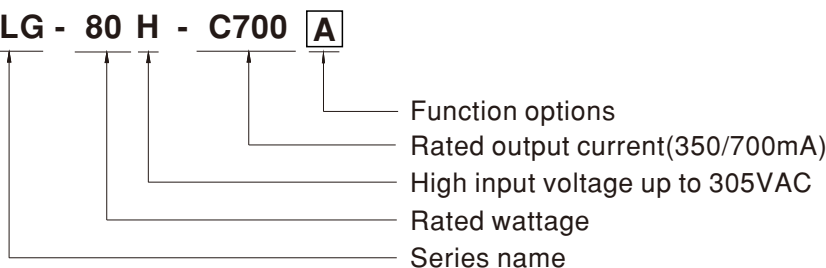 LG - 80 H - C700 A
Function options
Rated output current(350/700mA)
High input voltage up to 305VAC
Rated wattage
Series name